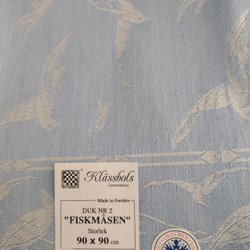 Klässbols
Linneväveri
Made in Sweden
DUK NR 2
"FISKMÅSEN"
Storlek
90 x 90 cm